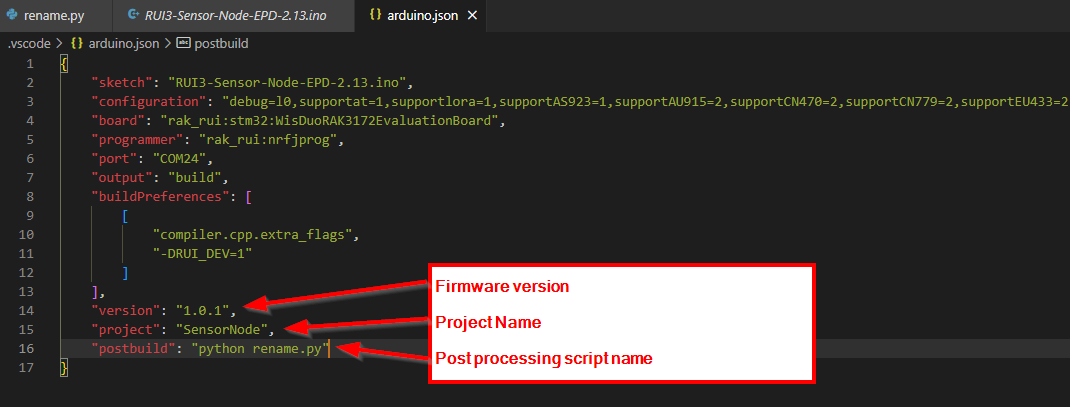 rename.py
RUI3-Sensor-Node-EPD-2.13.ino
{} arduino.json ×
.vscode > {} arduino.json > abc postbuild
1 {
2 "sketch": "RUI3-Sensor-Node-EPD-2.13.ino",
3 "configuration": "debug=l0,supportat=1,supportlora=1,supportAS923=1,supportAU915=2,supportCN470=2,supportCN779=2,supportEU433=2
4 "board": "rak_rui:stm32:WisDuoRAK3172EvaluationBoard",
5 "programmer": "rak_rui:nrfjprog",
6 "port": "COM24",
7 "output": "build",
8 "buildPreferences": [
9 [
10 "compiler.cpp.extra_flags",
11 "-DRUI_DEV=1"
12 ]
13 ],
14 "version": "1.0.1",
15 "project": "SensorNode",
16 "postbuild": "python rename.py"
17 }
Firmware version
Project Name
Post processing script name